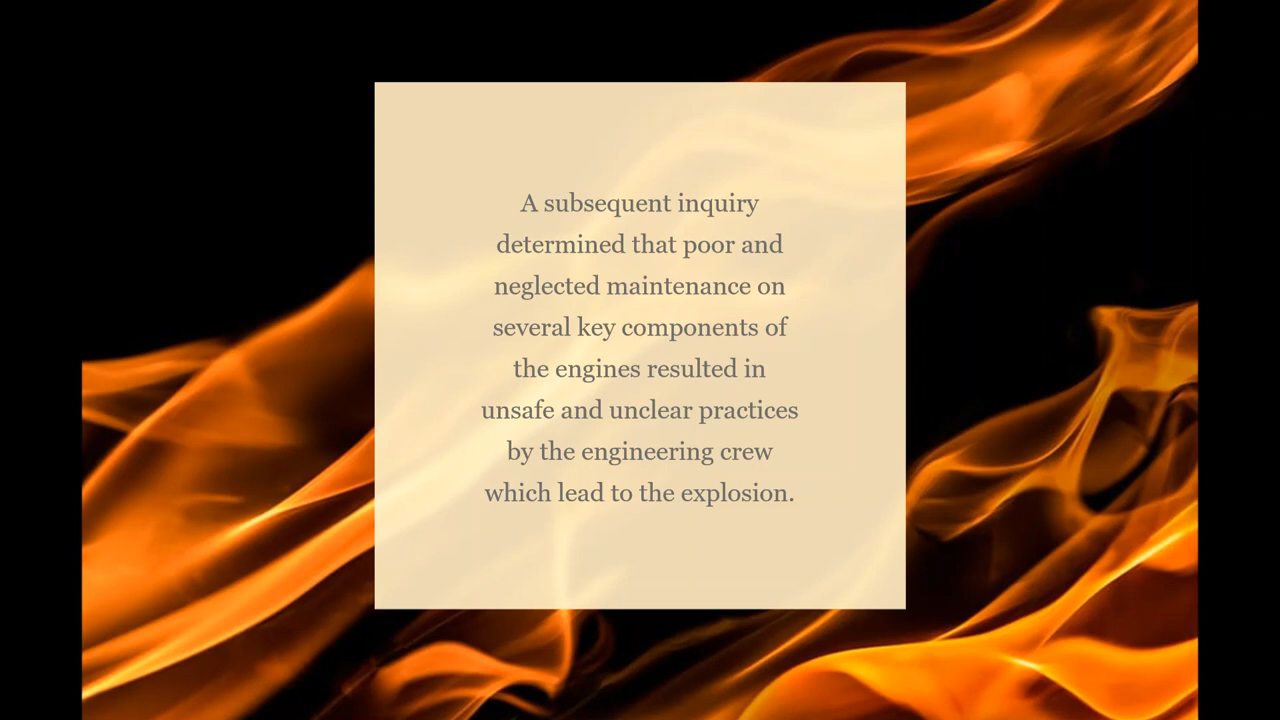 A subsequent inquiry
determined that poor and
neglected maintenance on
several key components of
the engines resulted in
unsafe and unclear practices
by the engineering crew
which lead to the explosion.